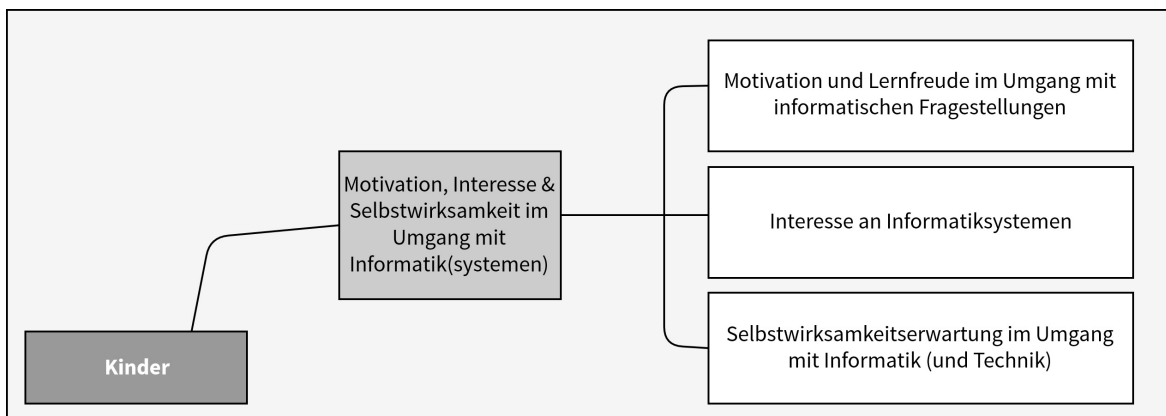 Motivation und Lernfreude im Umgang mit
informatischen Fragestellungen
Motivation, Interesse &
Selbstwirksamkeit im
Umgang mit
Informatik(systemen)
Interesse an Informatiksystemen
Selbstwirksamkeitserwartung im Umgang
mit Informatik (und Technik)
Kinder